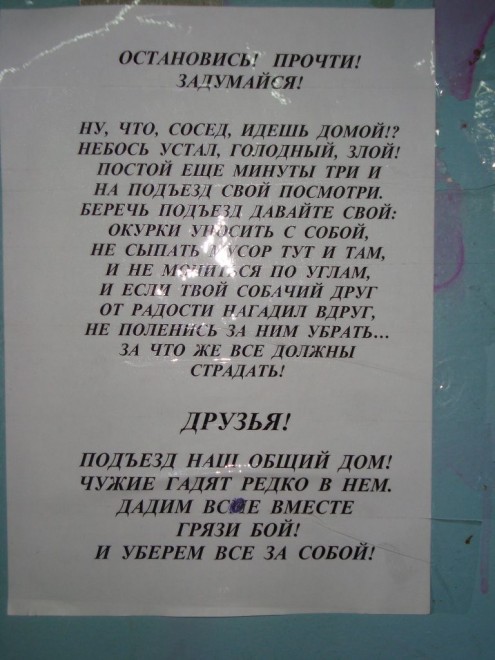 ОСТАНОВИСЬ! ПРОЧТИ!
ЗАДУМАЙСЯ!
НУ, ЧТО, СОСЕД, ИДЕШЬ ДОМОЙ!?
НЕБОСЬ УСТАЛ, ГОЛОДНЫЙ, ЗЛОЙ!
ПОСТОЙ ЕЩЕ МИНУТЫ ТРИ И
НА ПОДЪЕЗД СВОЙ ПОСМОТРИ.
БЕРЕЧЬ ПОДЪЕЗД ДАВАЙТЕ СВОЙ:
ОКУРКИ УНОСИТЬ С СОБОЙ,
НЕ СЫПАТЬ МУСОР ТУТ И ТАМ,
И НЕ МОЧИТЬСЯ ПО УГЛАМ,
И ЕСЛИ ТВОЙ СОБАЧИЙ ДРУГ
ОТ РАДОСТИ НАГАДИЛ ВДРУГ,
НЕ ПОЛЕНИСЬ ЗА НИМ УБРАТЬ...
ЗА ЧТО ЖЕ ВСЕ ДОЛЖНЫ
СТРАДАТЬ!
ДРУЗЬЯ!
ПОДЪЕЗД НАШ ОБЩИЙ ДОМ!
ЧУЖИЕ ГАДЯТ РЕДКО В НЕМ.
ДАДИМ ВМЕСТЕ
ГРЯЗИ БОЙ!
И УБЕРЕМ ВСЕ ЗА СОБОЙ!